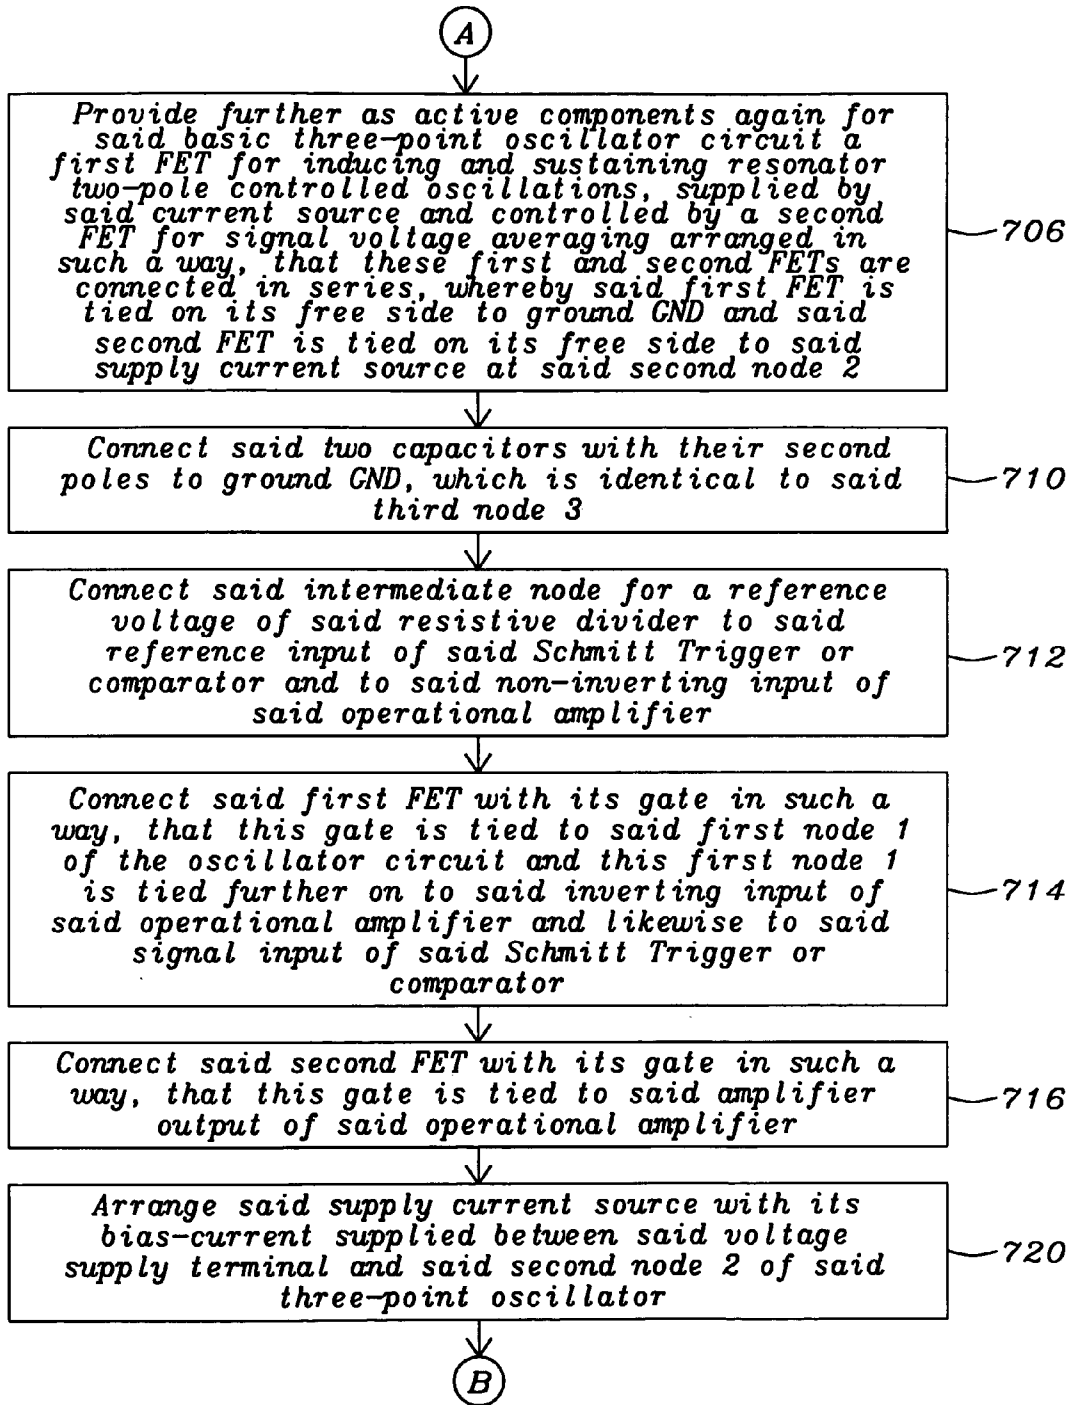 A
Provide further as active components again for
said basic three-point oscillator circuit a
first FET for inducing and sustaining resonator
two-pole controlled oscillations, supplied by
said current source and controlled by a second
FET for signal voltage averaging arranged in
such a way, that these first and second FETs are
connected in series, whereby said first FET is
tied on its free side to ground GND and said
second FET is tied on its free side to said
supply current source at said second node 2
706
Connect said two capacitors with their second
poles to ground GND, which is identical to said
third node 3
710
Connect said intermediate node for a reference
voltage of said resistive divider to said
reference input of said Schmitt Trigger or
comparator and to said non-inverting input of
said operational amplifier
712
Connect said first FET with its gate in such a
way, that this gate is tied to said first node 1
of the oscillator circuit and this first node 1
is tied further on to said inverting input of
said operational amplifier and likewise to said
signal input of said Schmitt Trigger or
comparator
714
Connect said second FET with its gate in such a
way, that this gate is tied to said amplifier
output of said operational amplifier
716
Arrange said supply current source with its
bias-current supplied between said voltage
supply terminal and said second node 2 of said
three-point oscillator
720
B